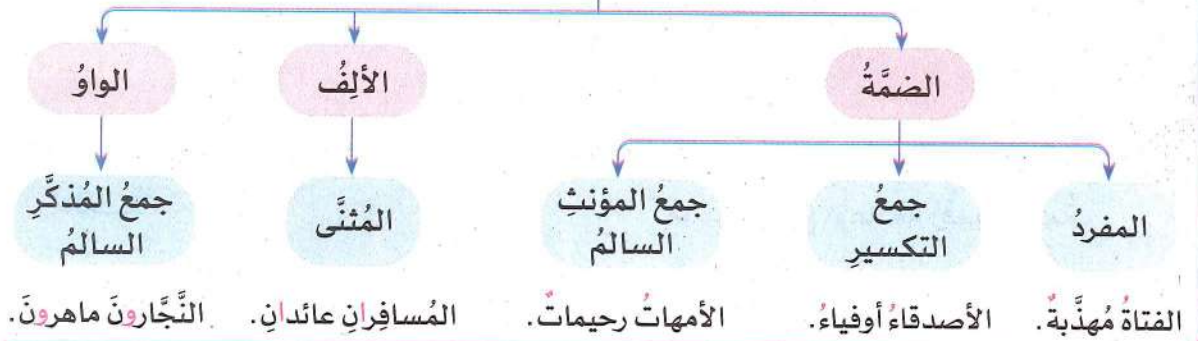 الضمَّةُ
الألِفُ
الواوُ
المفردُ
جمعُ
التكسيرِ
جمعُ المؤنثِ
السالمُ
المُثنَّى
جمعُ المُذكَّرِ
السالمُ
الفتاةُ مُهذَّبةٌ.
الأصدقاءُ أوفياءُ.
الأمهاتُ رحيماتٌ.
المُسافِرانِ عائدانِ.
النَّجَّارونَ ماهرونَ.